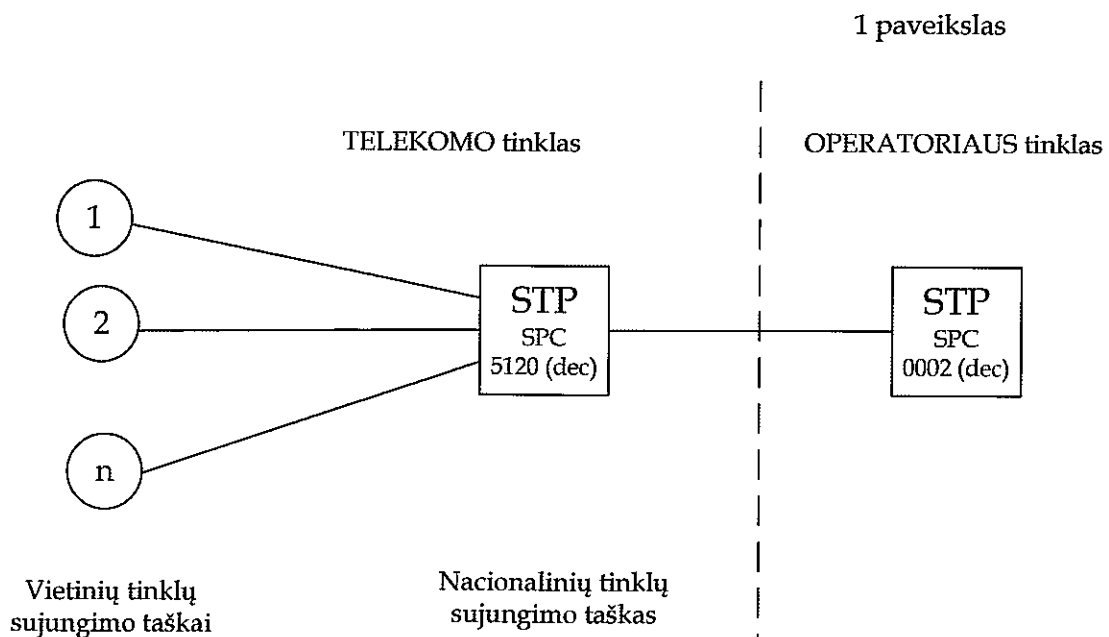 1 paveikslas
TELEKOMO tinklas
OPERATORIAUS tinklas
1
2
n
STP
SPC
5120 (dec)
STP
SPC
0002 (dec)
Vietinių tinklų
sujungimo taškai
Nacionalinių tinklų
sujungimo taškas